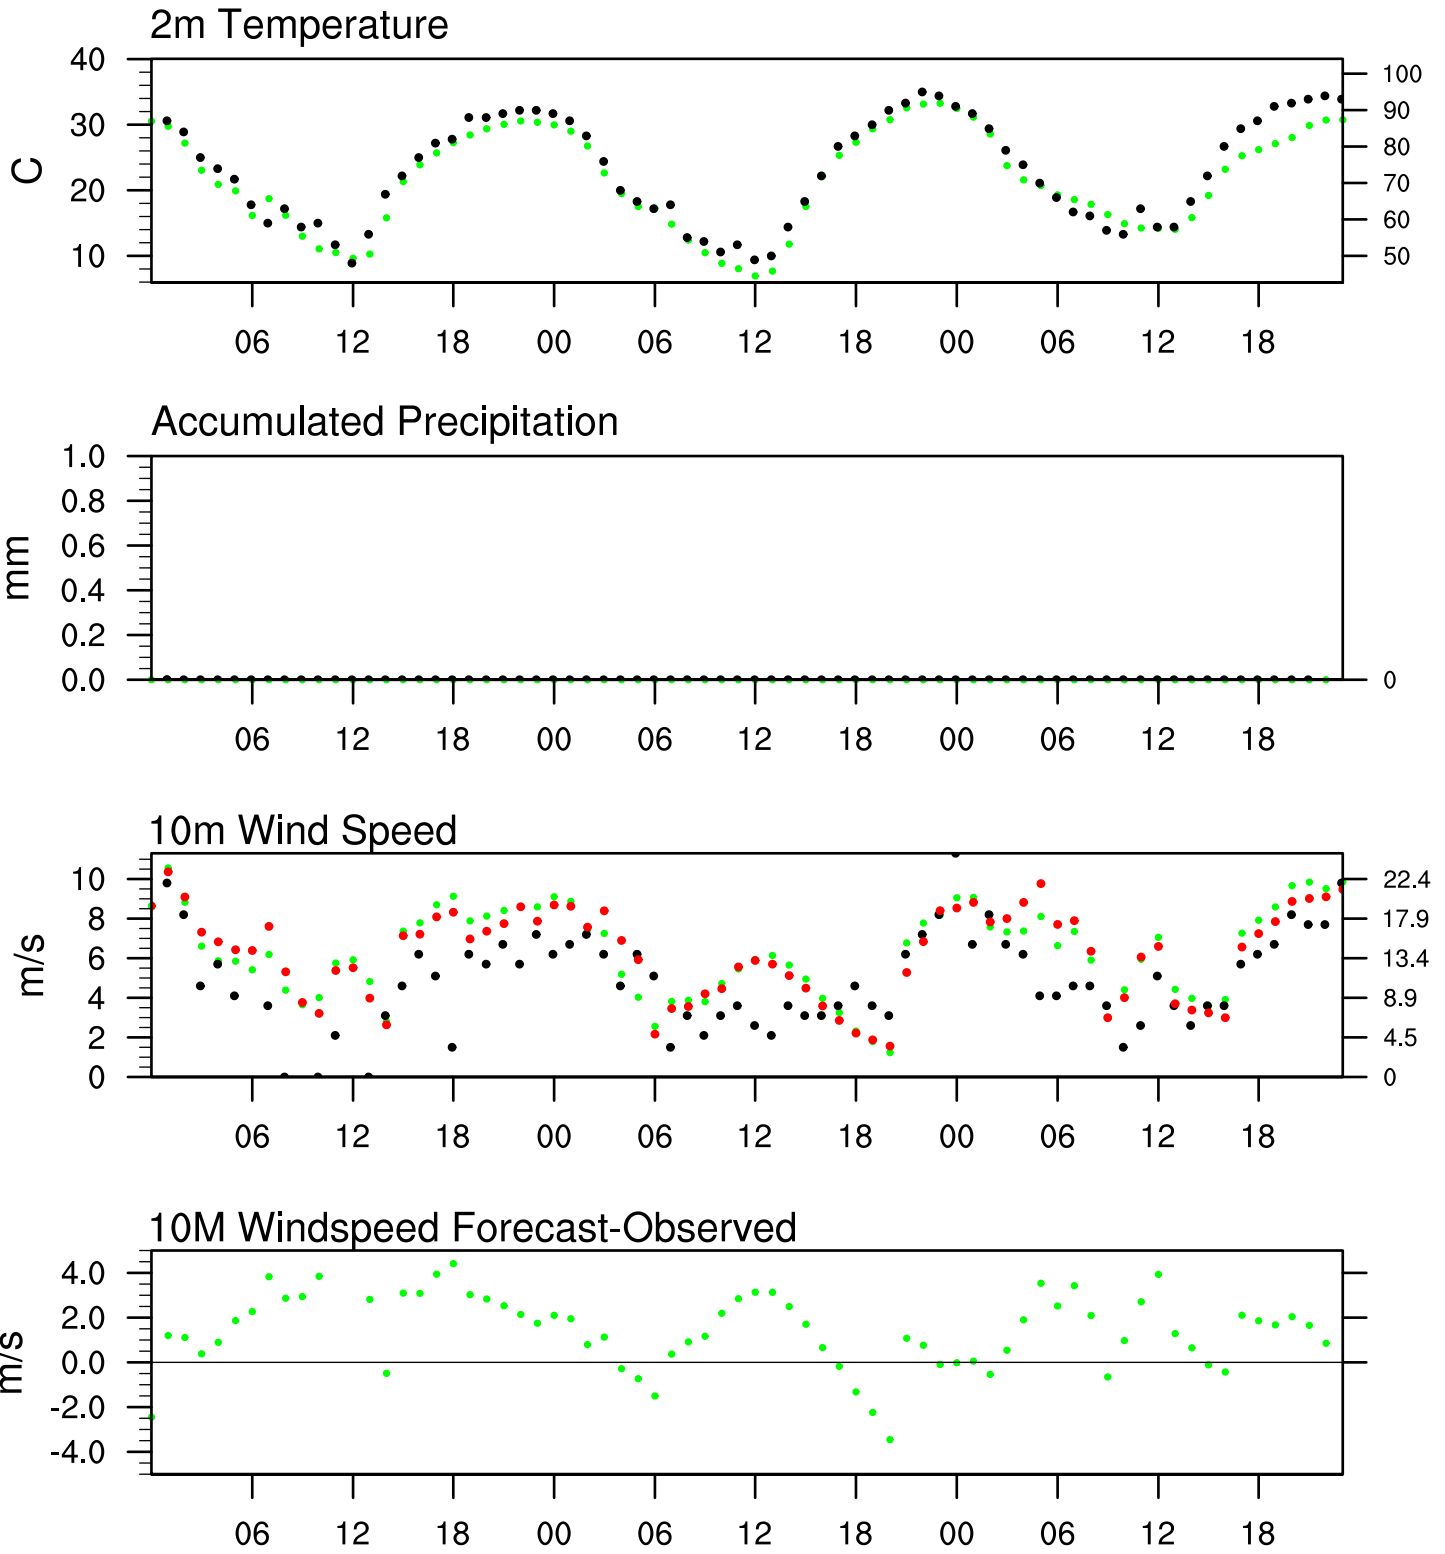 2m Temperature
40
30
20
10
C
100
90
80
70
60
50
06 12 18 00 06 12 18 00 06 12 18
Accumulated Precipitation
1.0
0.8
0.6
0.4
0.2
0.0
mm
0
06 12 18 00 06 12 18 00 06 12 18
10m Wind Speed
10
8
6
4
2
0
m/s
22.4
17.9
13.4
8.9
4.5
0
06 12 18 00 06 12 18 00 06 12 18
10M Windspeed Forecast-Observed
4.0
2.0
0.0
-2.0
-4.0
m/s
06 12 18 00 06 12 18 00 06 12 18